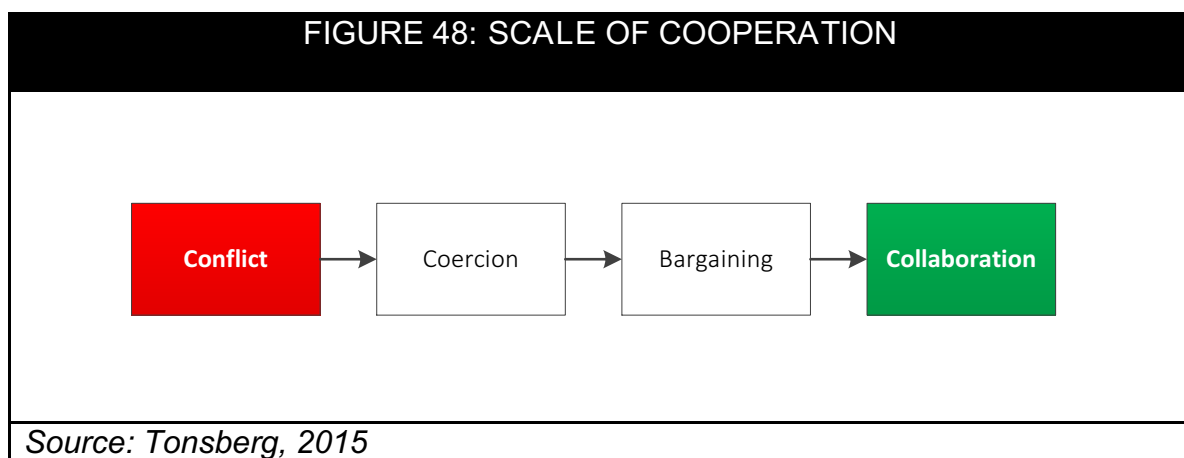 FIGURE 48: SCALE OF COOPERATION
Conflict
Coercion
Bargaining
Collaboration
Source: Tonsberg, 2015